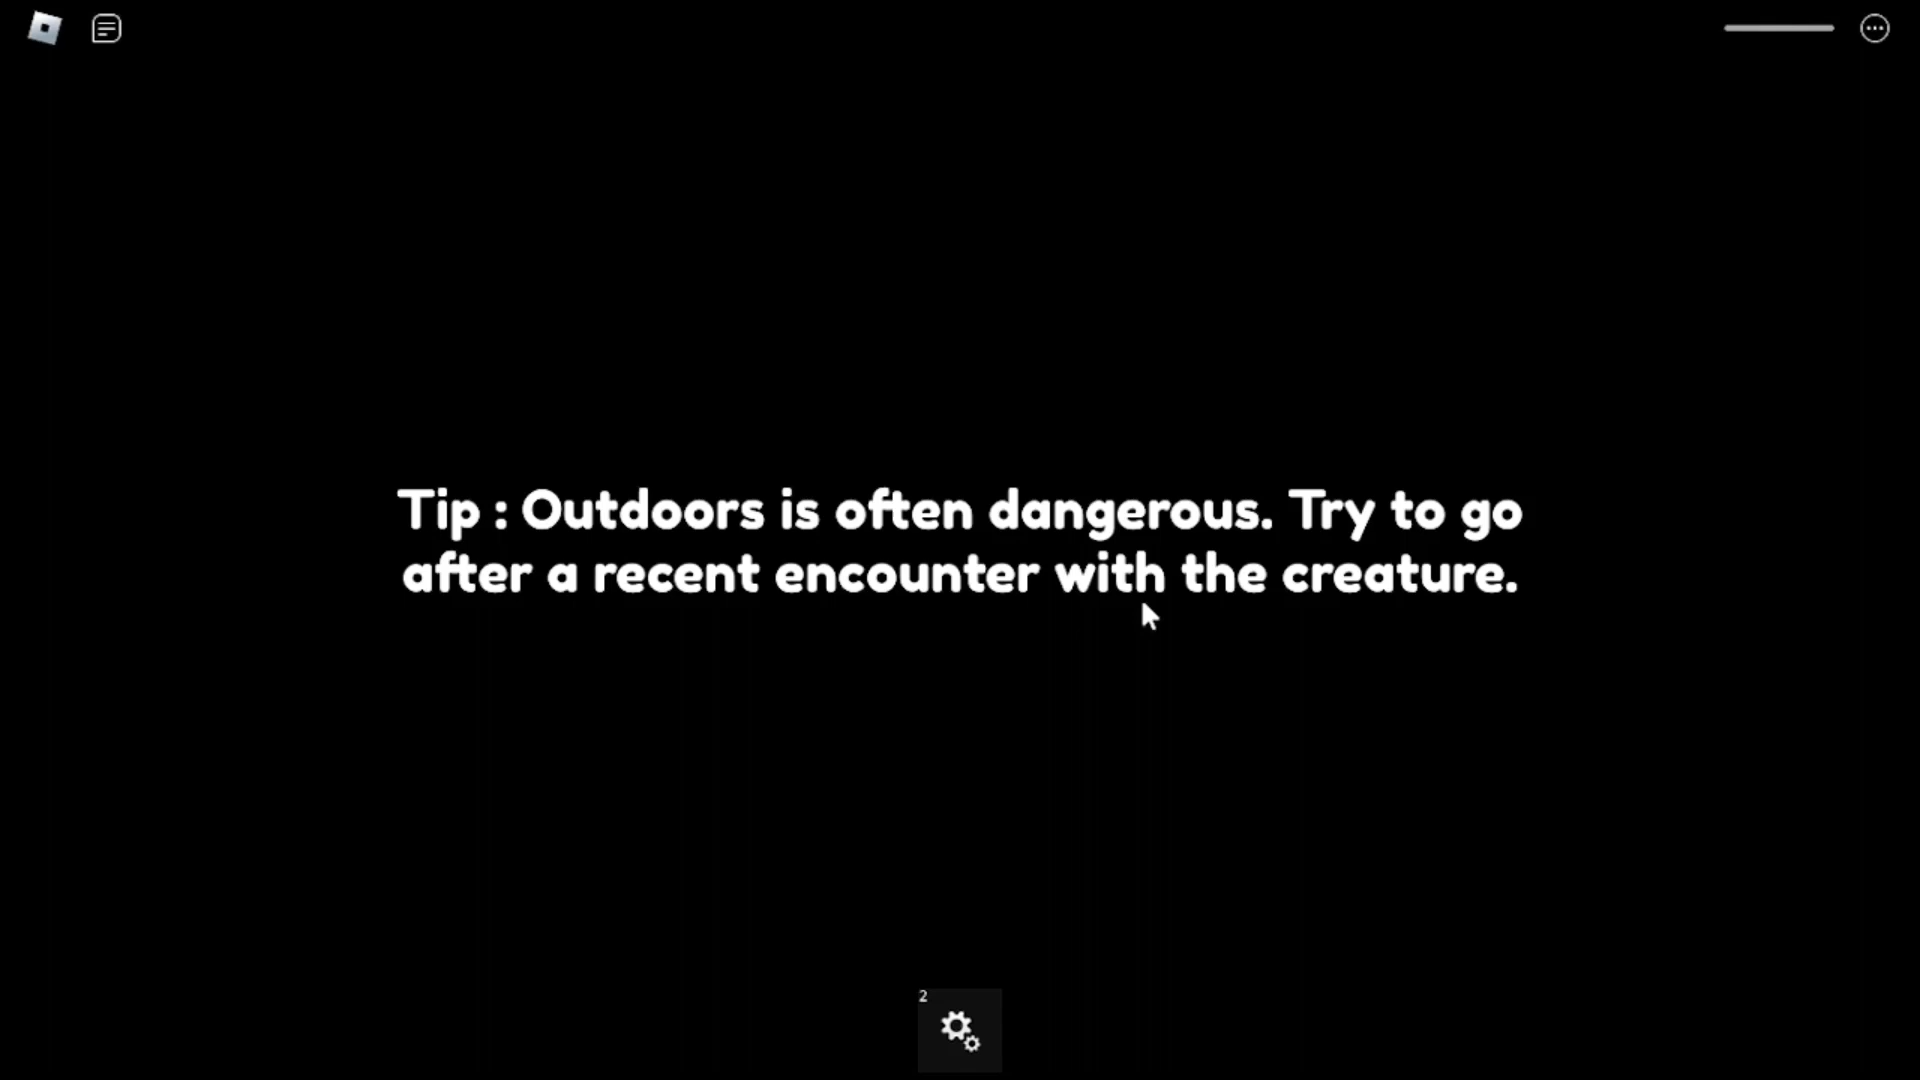 Tip : Outdoors is often dangerous. Try to go
after a recent encounter with the creature.
2